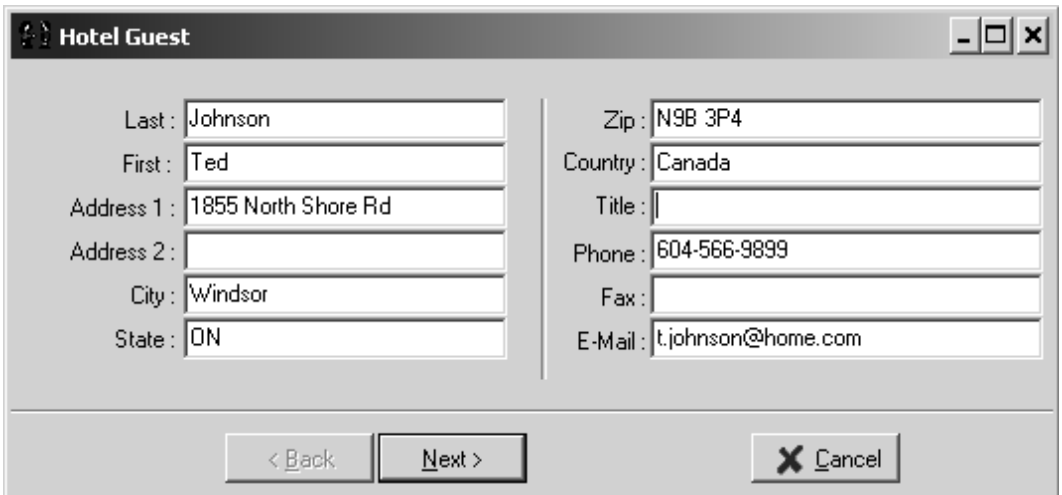 Hotel Guest
Last : Johnson
First : Ted
Address 1 : 1855 North Shore Rd
Address 2 :
City : Windsor
State : ON
Zip : N9B 3P4
Country : Canada
Title :
Phone : 604-566-9899
Fax :
E-Mail : t.johnson@home.com
< Back Next > Cancel